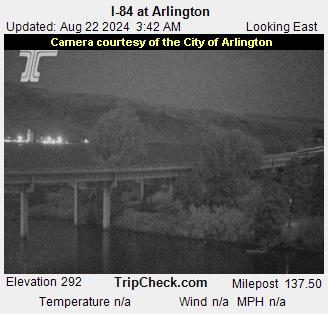 I-84 at Arlington
Updated: Aug 22 2024 3:42 AM Looking East
Camera courtesy of the City of Arlington
Elevation 292 TripCheck.com Milepost 137.50
Temperature n/a Wind n/a MPH n/a